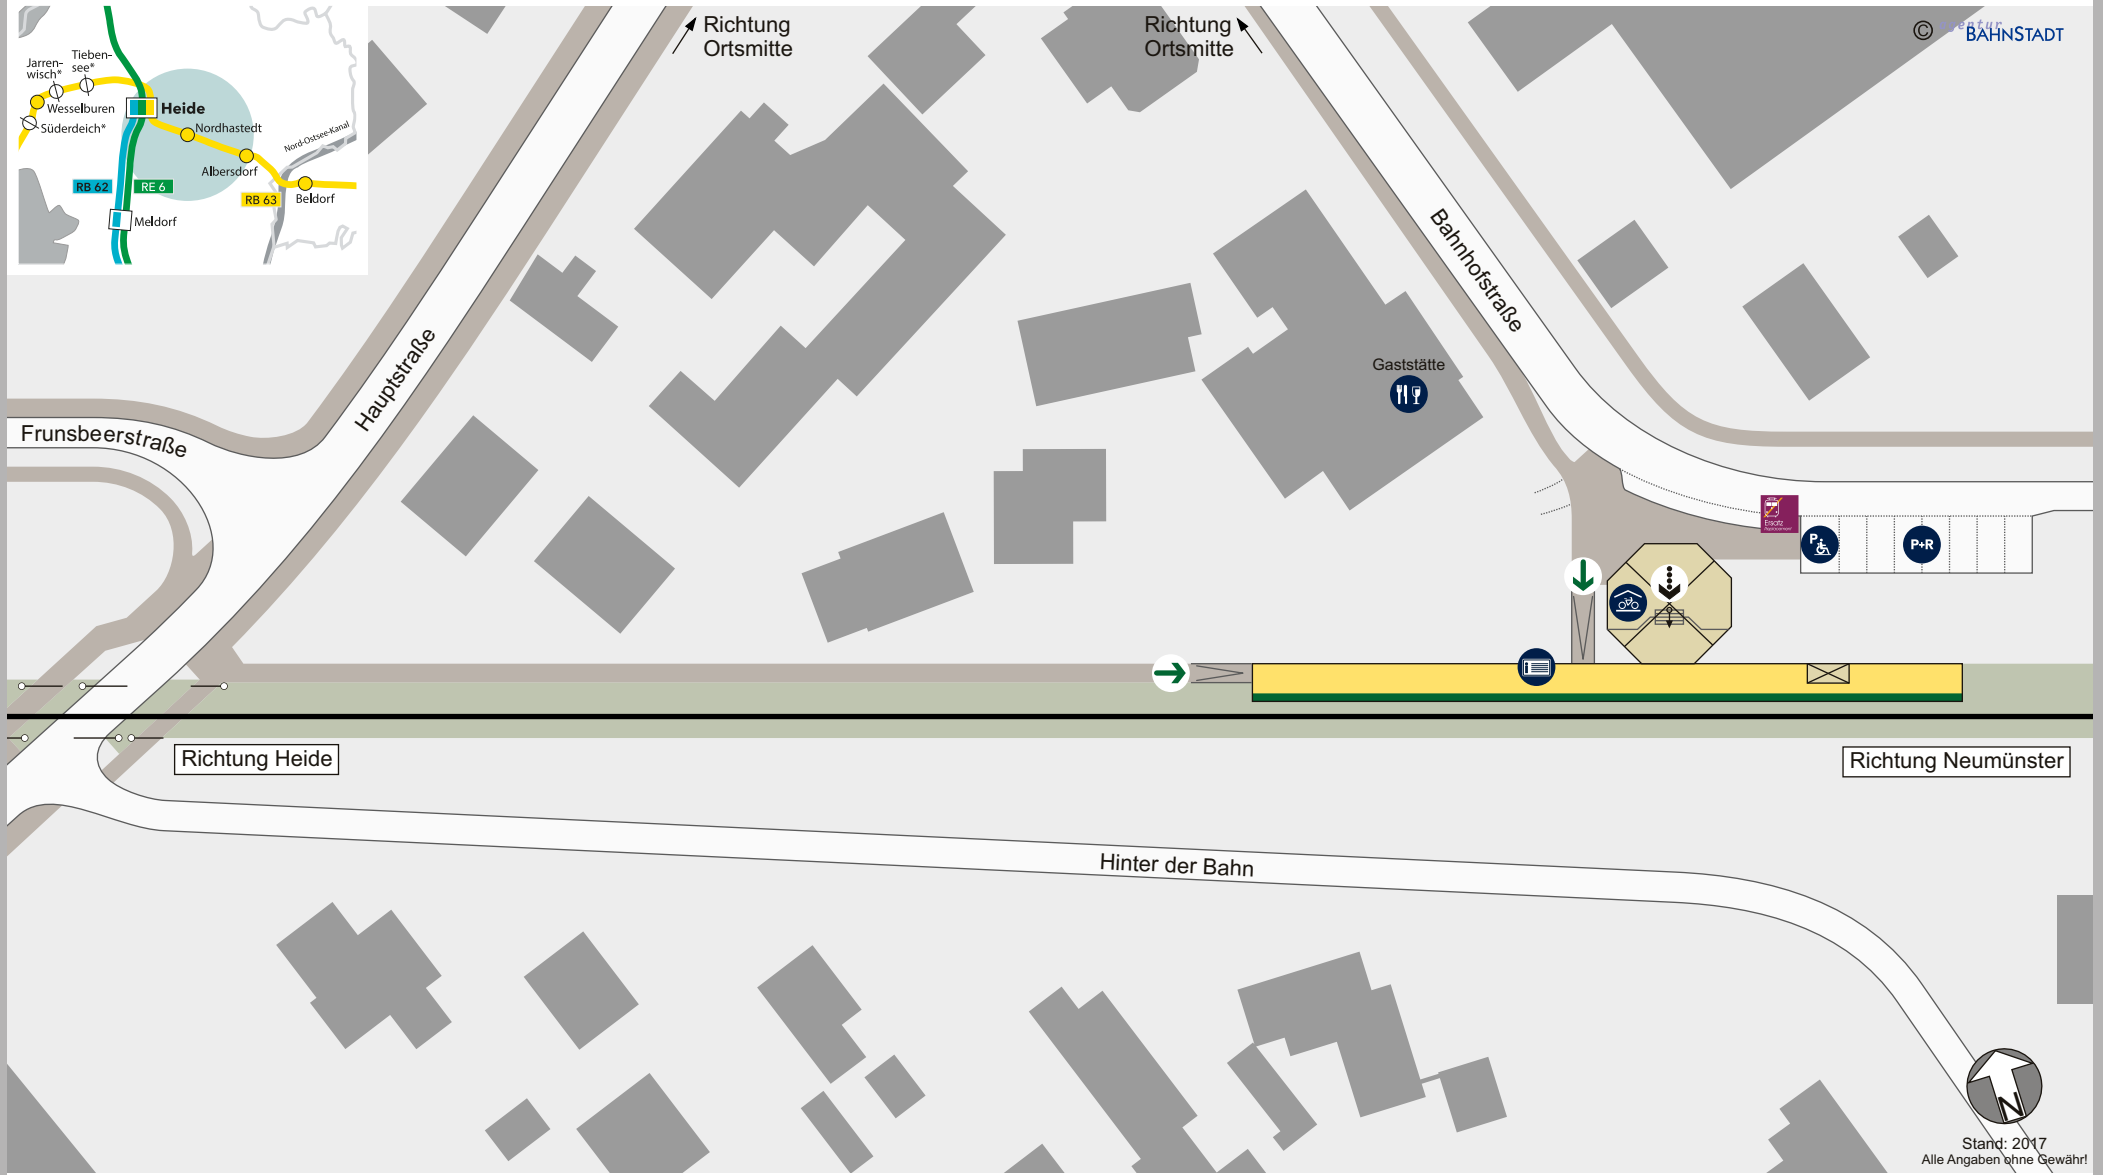 Richtung
Ortsmitte
Richtung
Ortsmitte
©
agentur
BAHNSTADT
Jarren-
wisch*
Tieben-
see*
Wesselburen
Süderdeich*
Heide
Nordhastedt
Nord-Ostsee-Kanal
Albersdorf
RB 62
RE 6
RB 63
Beldorf
Meldorf
Hauptstraße
Bahnhofstraße
Gaststätte
Frunsbeerstraße
Ersatz
P
P+R
Richtung Heide
Richtung Neumünster
Hinter der Bahn
N
Stand: 2017
Alle Angaben ohne Gewähr!